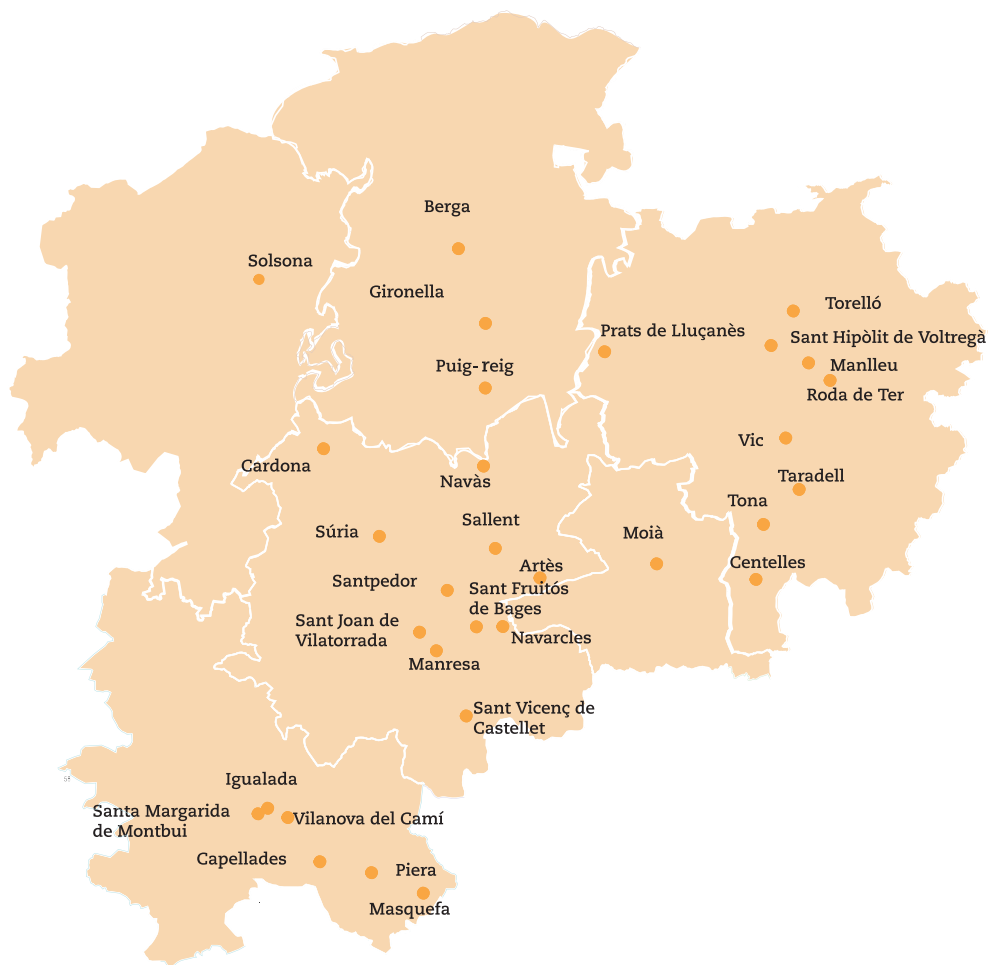 Berga
Solsona
Gironella
Torelló
Prats de Lluçanès
Sant Hipòlit de Voltregà
Puig-reig
Manlleu
Roda de Ter
Vic
Cardona
Navàs
Taradell
Tona
Sallent
Súria
Moià
Centelles
Artès
Santpedor
Sant Fruitós
de Bages
Sant Joan de
Vilatorrada
Navarcles
Manresa
Sant Vicenç de
Castellet
Igualada
Santa Margarida
de Montbui
Vilanova del Camí
Capellades
Piera
Masquefa